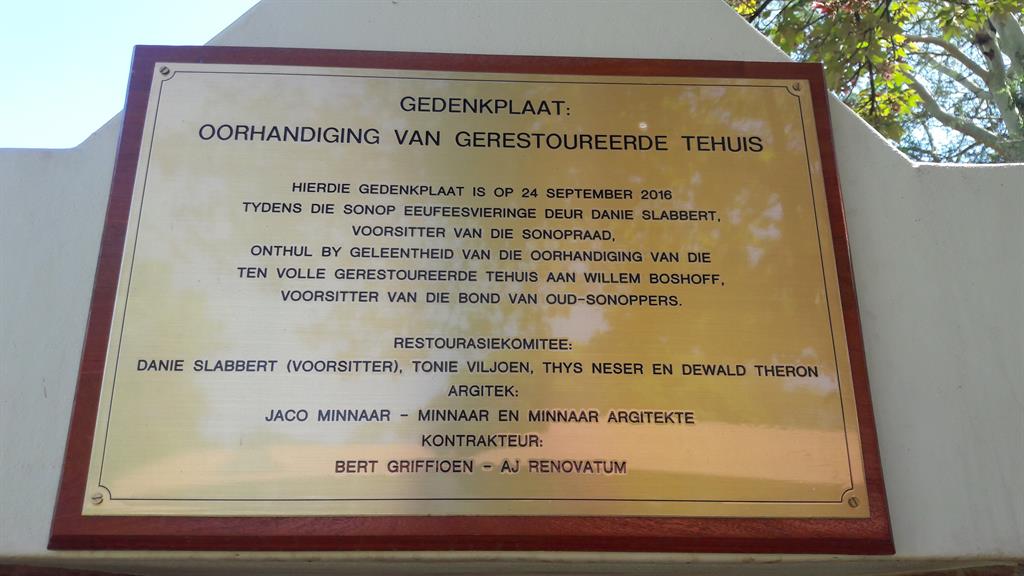 GEDENKPLAAT:
OORHANDIGING VAN GERESTOUREERDE TEHUIS
HIERDIE GEDENKPLAAT IS OP 24 SEPTEMBER 2016
TYDENS DIE SONOP EEUFEESVIERINGE DEUR DANIE SLABBERT,
VOORSITTER VAN DIE SONOPRAAD,
ONTHUL BY GELEENTHEID VAN DIE OORHANDIGING VAN DIE
TEN VOLLE GERESTOUREERDE TEHUIS AAN WILLEM BOSHOFF,
VOORSITTER VAN DIE BOND VAN OUD-SONOPPERS.
RESTOURASIEKOMITEE:
DANIE SLABBERT (VOORSITTER), TONIE VILJOEN, THYS NESER EN DEWALD THERON
ARGITEK:
JACO MINNAAR - MINNAAR EN MINNAAR ARGITEKTE
KONTRAKTEUR:
BERT GRIFFIOEN - AJ RENOVATUM